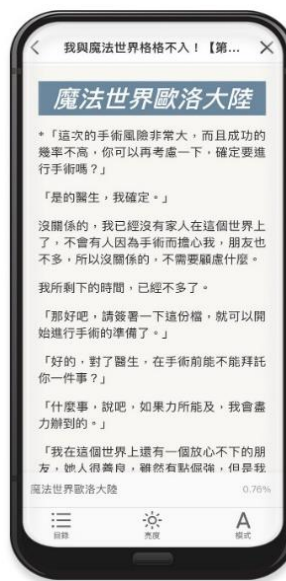 我與魔法世界格格不入！【第...
魔法世界歐洛大陸
*「這次的手術風險非常大，而且成功的
幾率不高，你可以再考慮一下，確定要進
行手術嗎？」
「是的醫生，我確定。」
沒關係的，我已經沒有家人在這個世界上
了，不會有人因為手術而擔心我，朋友也
不多，所以沒關係的，不需要顧慮什麼。
我所剩下的時間，已經不多了。
「那好吧，請簽署一下這份檔，就可以開
始進行手術的準備了。」
「好的，對了醫生，在手術前能不能拜託
你一件事？」
「什麼事，說吧，如果力所能及，我會盡
力辦到的。」
「我在這個世界上還有一個放心不下的朋
友，她人很善良，雖然有點倔強，但是我
魔法世界歐洛大陸 0.76%
目錄 亮度 模式